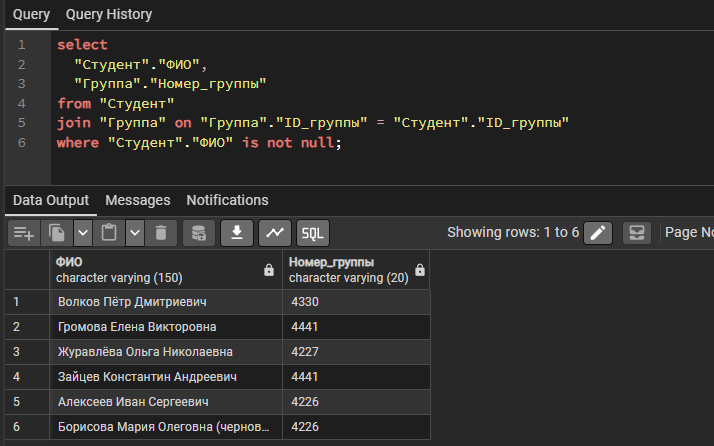 Query Query History
1 select
2 "Студент"."ФИО",
3 "Группа"."Номер_группы"
4 from "Студент"
5 join "Группа" on "Группа"."ID_группы" = "Студент"."ID_группы"
6 where "Студент"."ФИО" is not null;
Data Output Messages Notifications
SQL Showing rows: 1 to 6 Page No
ФИО Номер_группы
character varying (150) character varying (20)
1 Волков Пётр Дмитриевич 4330
2 Громова Елена Викторовна 4441
3 Журавлёва Ольга Николаевна 4227
4 Зайцев Константин Андреевич 4441
5 Алексеев Иван Сергеевич 4226
6 Борисова Мария Олеговна (чернов... 4226